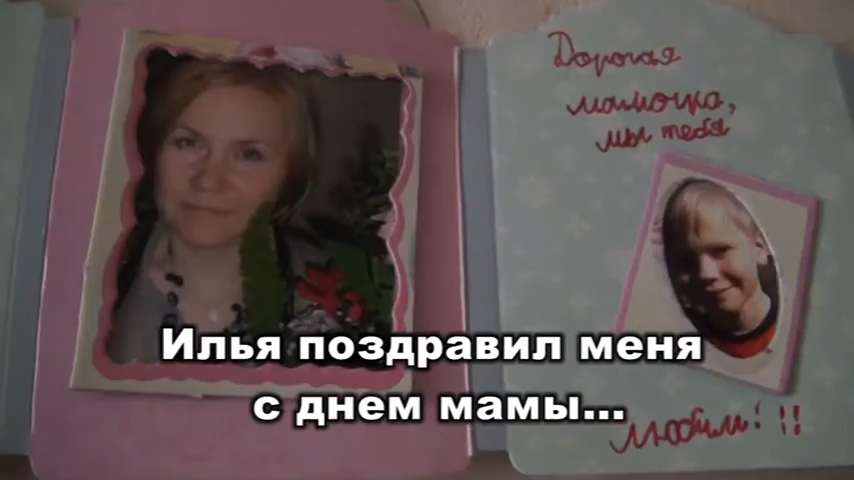 Дорогая
мамочка,
мы тебя
любим!!!
Илья поздравил меня
с днем мамы...